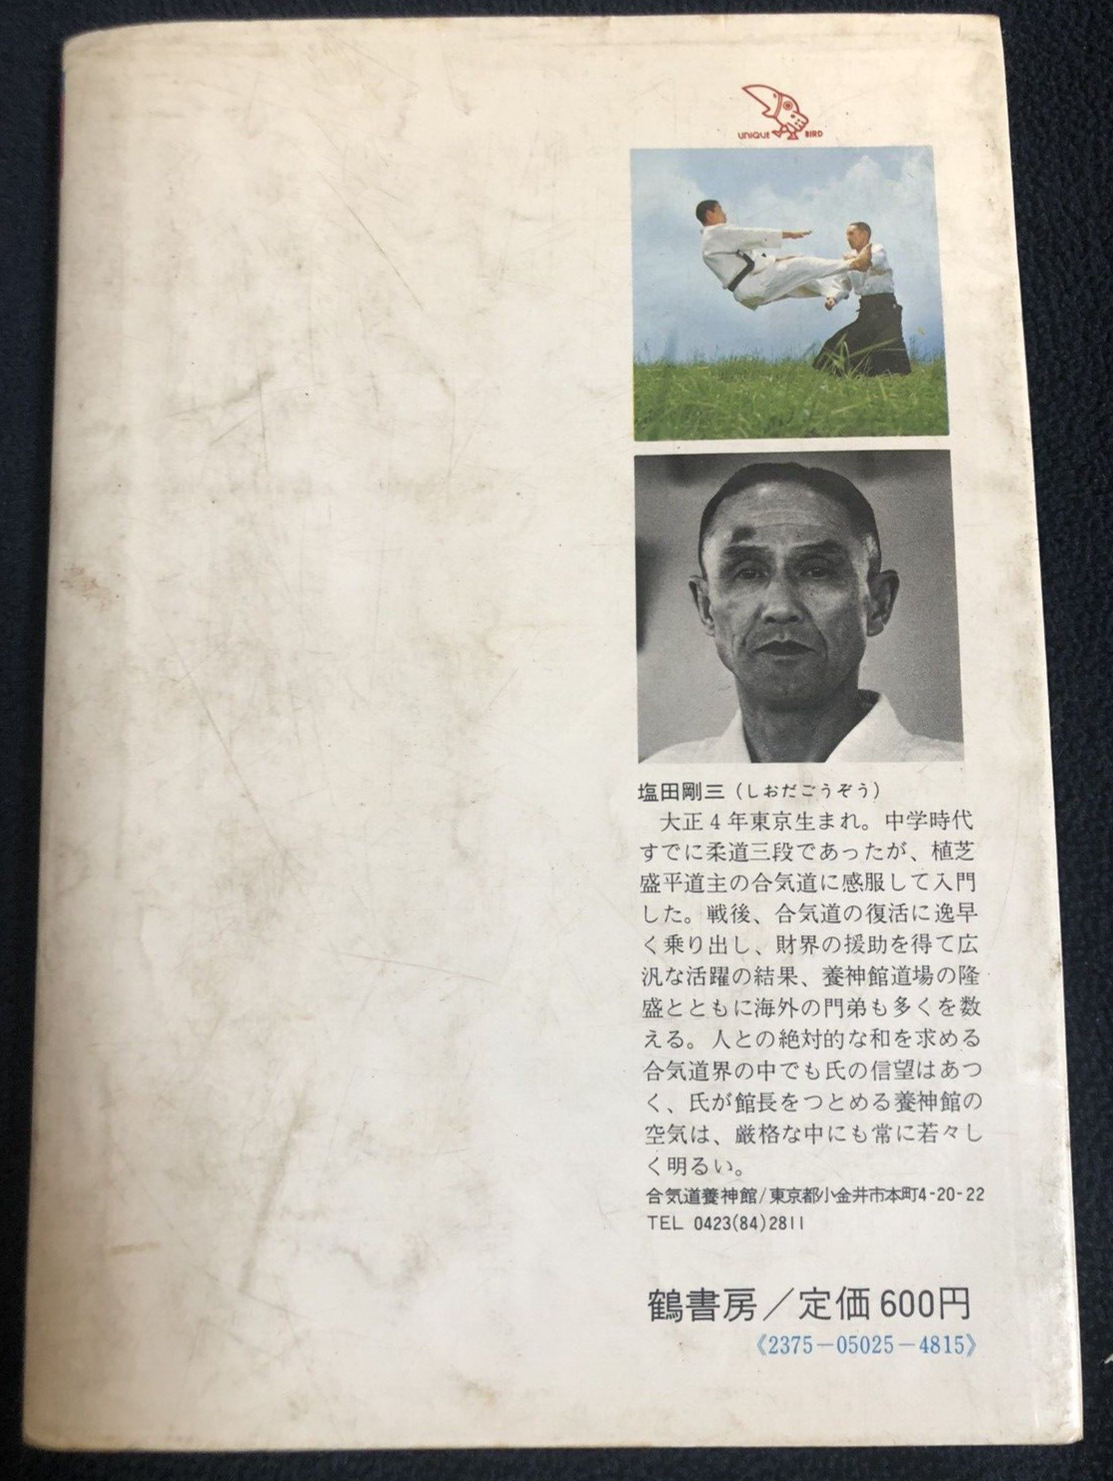 UNIQUE BIRD
塩田剛三（しおだごうぞう）
大正4年東京生まれ。中学時代
すでに柔道三段であったが、植芝
盛平道主の合気道に感服して入門
した。戦後、合気道の復活に逸早
く乗り出し、財界の援助を得て広
汎な活躍の結果、養神館道場の隆
盛とともに海外の門弟も多くを数
える。人との絶対的な和を求める
合気道界の中でも氏の信望はあつ
く、氏が館長をつとめる養神館の
空気は、厳格な中にも常に若々し
く明るい。
合気道養神館/東京都小金井市本町4-20-22
TEL 0423(84)2811
鶴書房／定価600円
《2375－05025－4815》